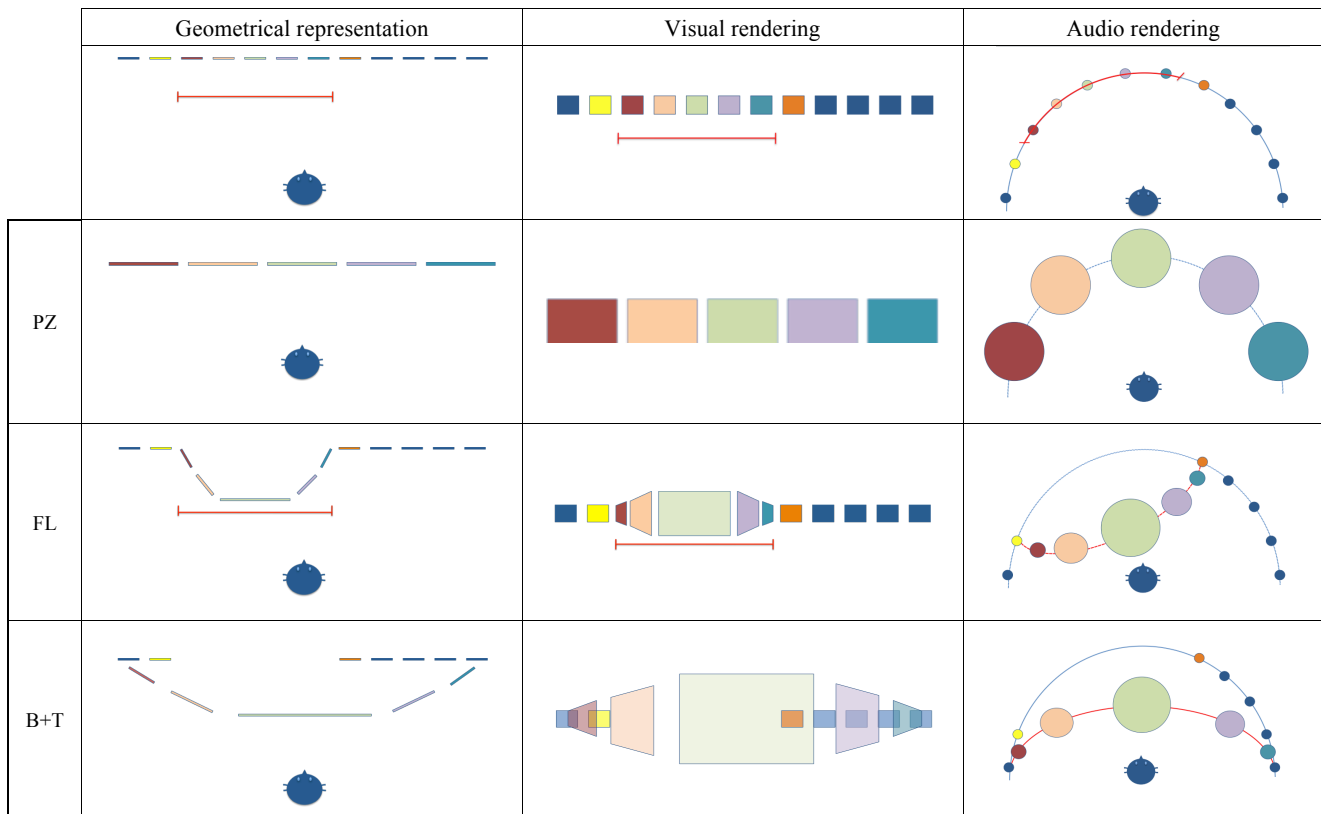 Geometrical representation
Visual rendering
Audio rendering
PZ
FL
B+T